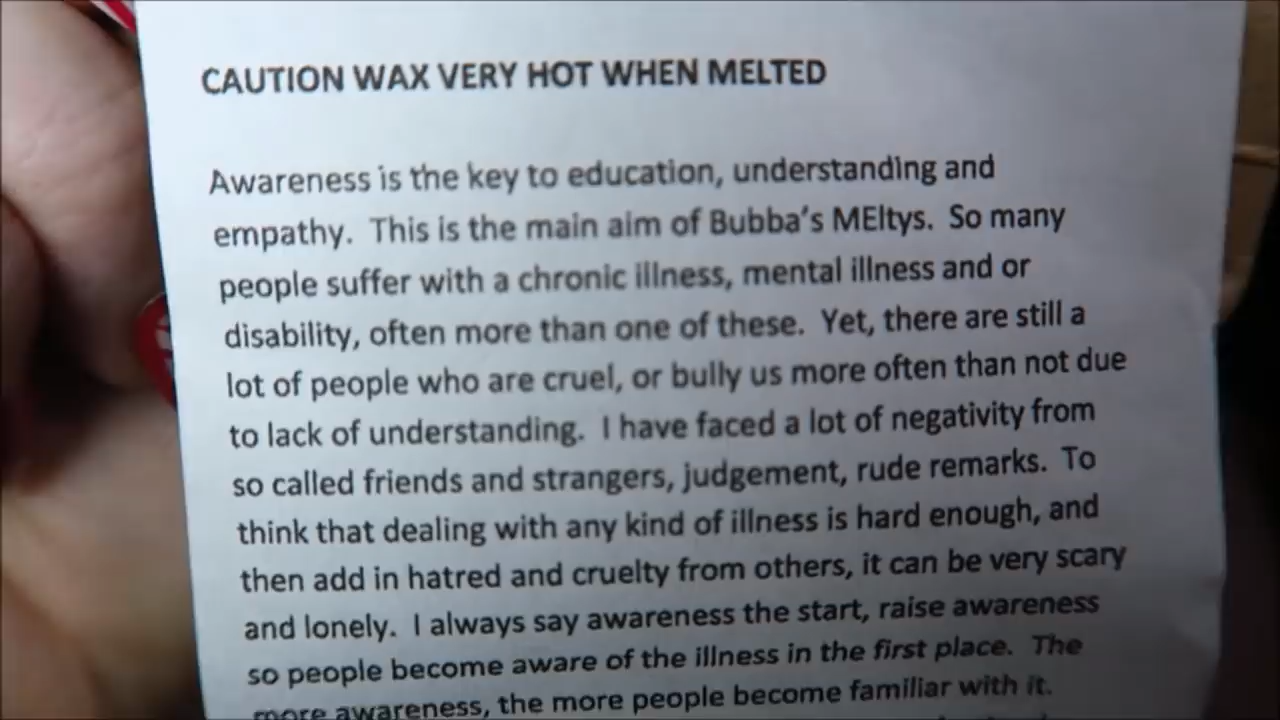 CAUTION WAX VERY HOT WHEN MELTED
Awareness is the key to education, understanding and
empathy. This is the main aim of Bubba's MEltys. So many
people suffer with a chronic illness, mental illness and or
disability, often more than one of these. Yet, there are still a
lot of people who are cruel, or bully us more often than not due
to lack of understanding. I have faced a lot of negativity from
so called friends and strangers, judgement, rude remarks. To
think that dealing with any kind of illness is hard enough, and
then add in hatred and cruelty from others, it can be very scary
and lonely. I always say awareness the start, raise awareness
so people become aware of the illness in the first place. The
more awareness, the more people become familiar with it.